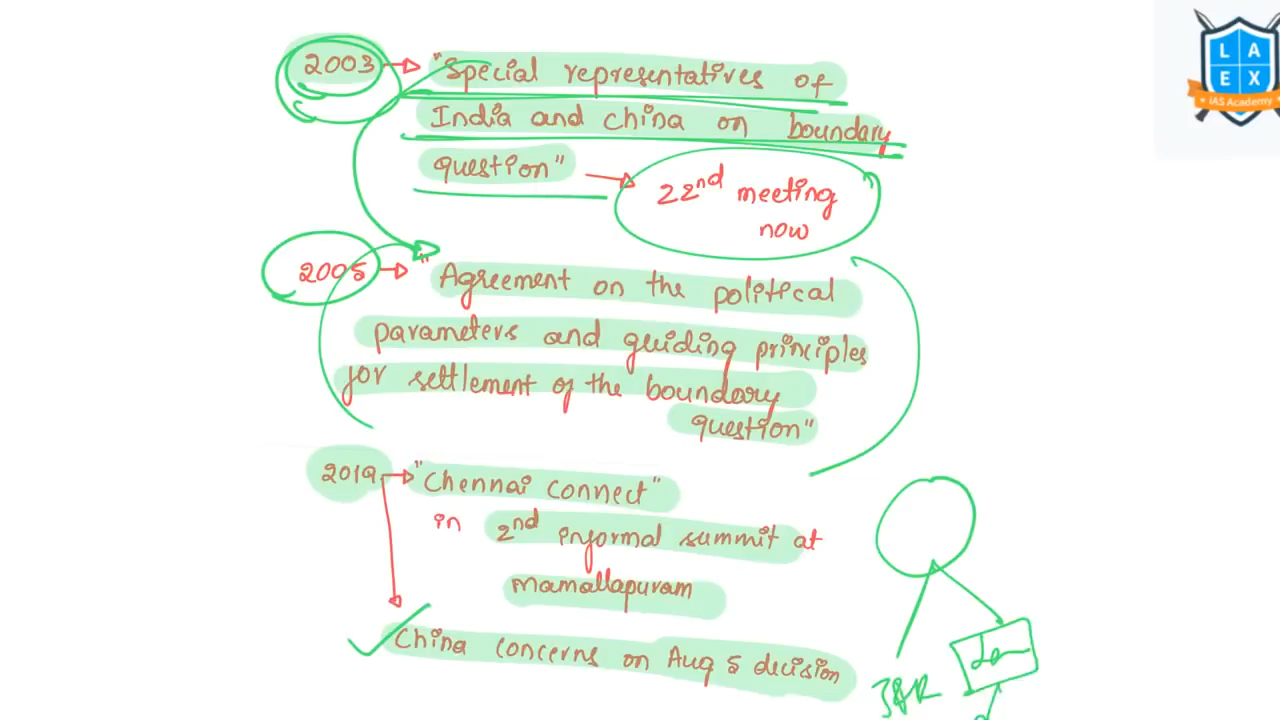 2003 → "Special representatives of
India and china on boundary
question" → 22nd meeting
now
2005 → "Agreement on the political
parameters and guiding principles
for settlement of the boundary
question"
2019 → "Chennai connect"
in 2nd informal summit at
mamallapuram
China concerns on Aug 5 decision
J&K
La
L A
E X
IAS Academy